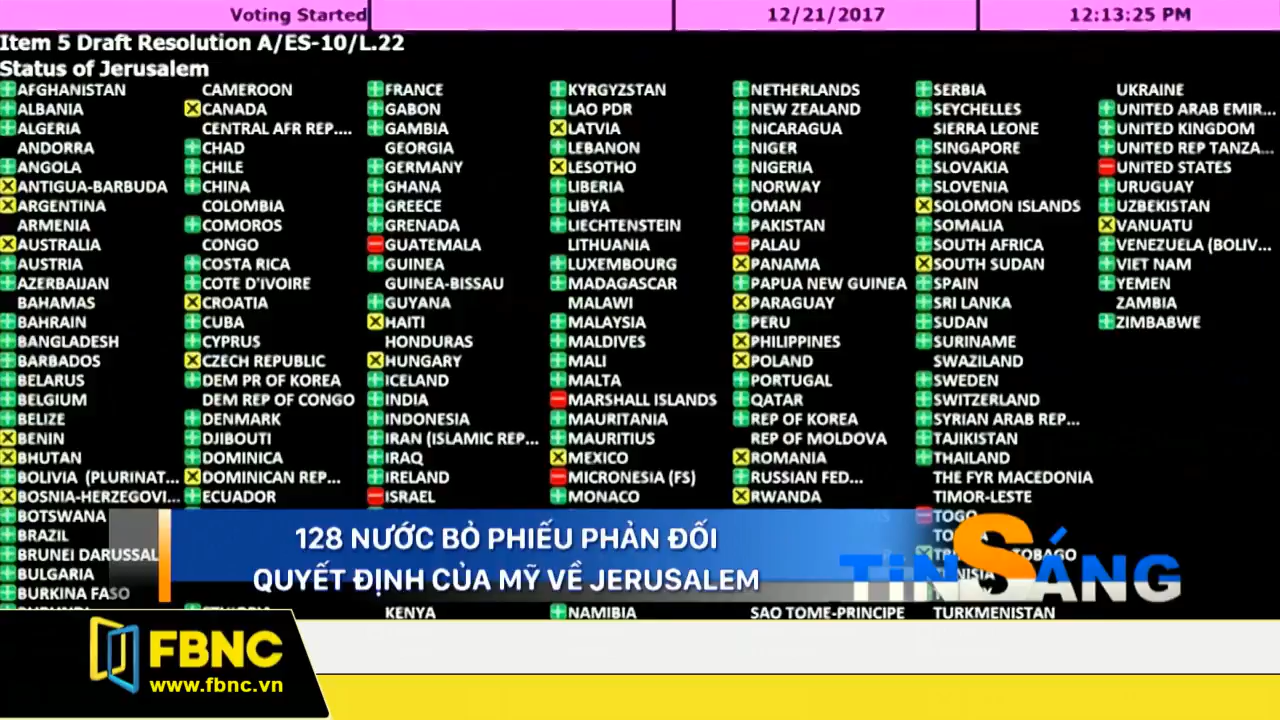 Voting Started
12/21/2017
12:13:25 PM
Item 5 Draft Resolution A/ES-10/L.22
Status of Jerusalem
AFGHANISTAN
ALBANIA
ALGERIA
ANDORRA
ANGOLA
ANTIGUA-BARBUDA
ARGENTINA
ARMENIA
AUSTRALIA
AUSTRIA
AZERBAIJAN
BAHAMAS
BAHRAIN
BANGLADESH
BARBADOS
BELARUS
BELGIUM
BELIZE
BENIN
BHUTAN
BOLIVIA (PLURINAT...
BOSNIA-HERZEGOVI...
BOTSWANA
BRAZIL
BRUNEI DARUSSAL
BULGARIA
BURKINA FASO
CAMEROON
CANADA
CENTRAL AFR REP....
CHAD
CHILE
CHINA
COLOMBIA
COMOROS
CONGO
COSTA RICA
COTE D'IVOIRE
CROATIA
CUBA
CYPRUS
CZECH REPUBLIC
DEM PR OF KOREA
DEM REP OF CONGO
DENMARK
DJIBOUTI
DOMINICA
DOMINICAN REP...
ECUADOR
FRANCE
GABON
GAMBIA
GEORGIA
GERMANY
GHANA
GREECE
GRENADA
GUATEMALA
GUINEA
GUINEA-BISSAU
GUYANA
HAITI
HONDURAS
HUNGARY
ICELAND
INDIA
INDONESIA
IRAN (ISLAMIC REP...
IRAQ
IRELAND
ISRAEL
KENYA
KYRGYZSTAN
LAO PDR
LATVIA
LEBANON
LESOTHO
LIBERIA
LIBYA
LIECHTENSTEIN
LITHUANIA
LUXEMBOURG
MADAGASCAR
MALAWI
MALAYSIA
MALDIVES
MALI
MALTA
MARSHALL ISLANDS
MAURITANIA
MAURITIUS
MEXICO
MICRONESIA (FS)
MONACO
NAMIBIA
NETHERLANDS
NEW ZEALAND
NICARAGUA
NIGER
NIGERIA
NORWAY
OMAN
PAKISTAN
PALAU
PANAMA
PAPUA NEW GUINEA
PARAGUAY
PERU
PHILIPPINES
POLAND
PORTUGAL
QATAR
REP OF KOREA
REP OF MOLDOVA
ROMANIA
RUSSIAN FED...
RWANDA
SAO TOME-PRINCIPE
SERBIA
SEYCHELLES
SIERRA LEONE
SINGAPORE
SLOVAKIA
SLOVENIA
SOLOMON ISLANDS
SOMALIA
SOUTH AFRICA
SOUTH SUDAN
SPAIN
SRI LANKA
SUDAN
SURINAME
SWAZILAND
SWEDEN
SWITZERLAND
SYRIAN ARAB REP...
TAJIKISTAN
THAILAND
THE FYR MACEDONIA
TIMOR-LESTE
TOGO
TOBAGO
TURKMENISTAN
UKRAINE
UNITED ARAB EMIR...
UNITED KINGDOM
UNITED REP TANZA...
UNITED STATES
URUGUAY
UZBEKISTAN
VANUATU
VENEZUELA (BOLIV...
VIET NAM
YEMEN
ZAMBIA
ZIMBABWE
128 NƯỚC BỎ PHIẾU PHẢN ĐỐI
QUYẾT ĐỊNH CỦA MỸ VỀ JERUSALEM
TIN SÁNG
FBNC
www.fbnc.vn